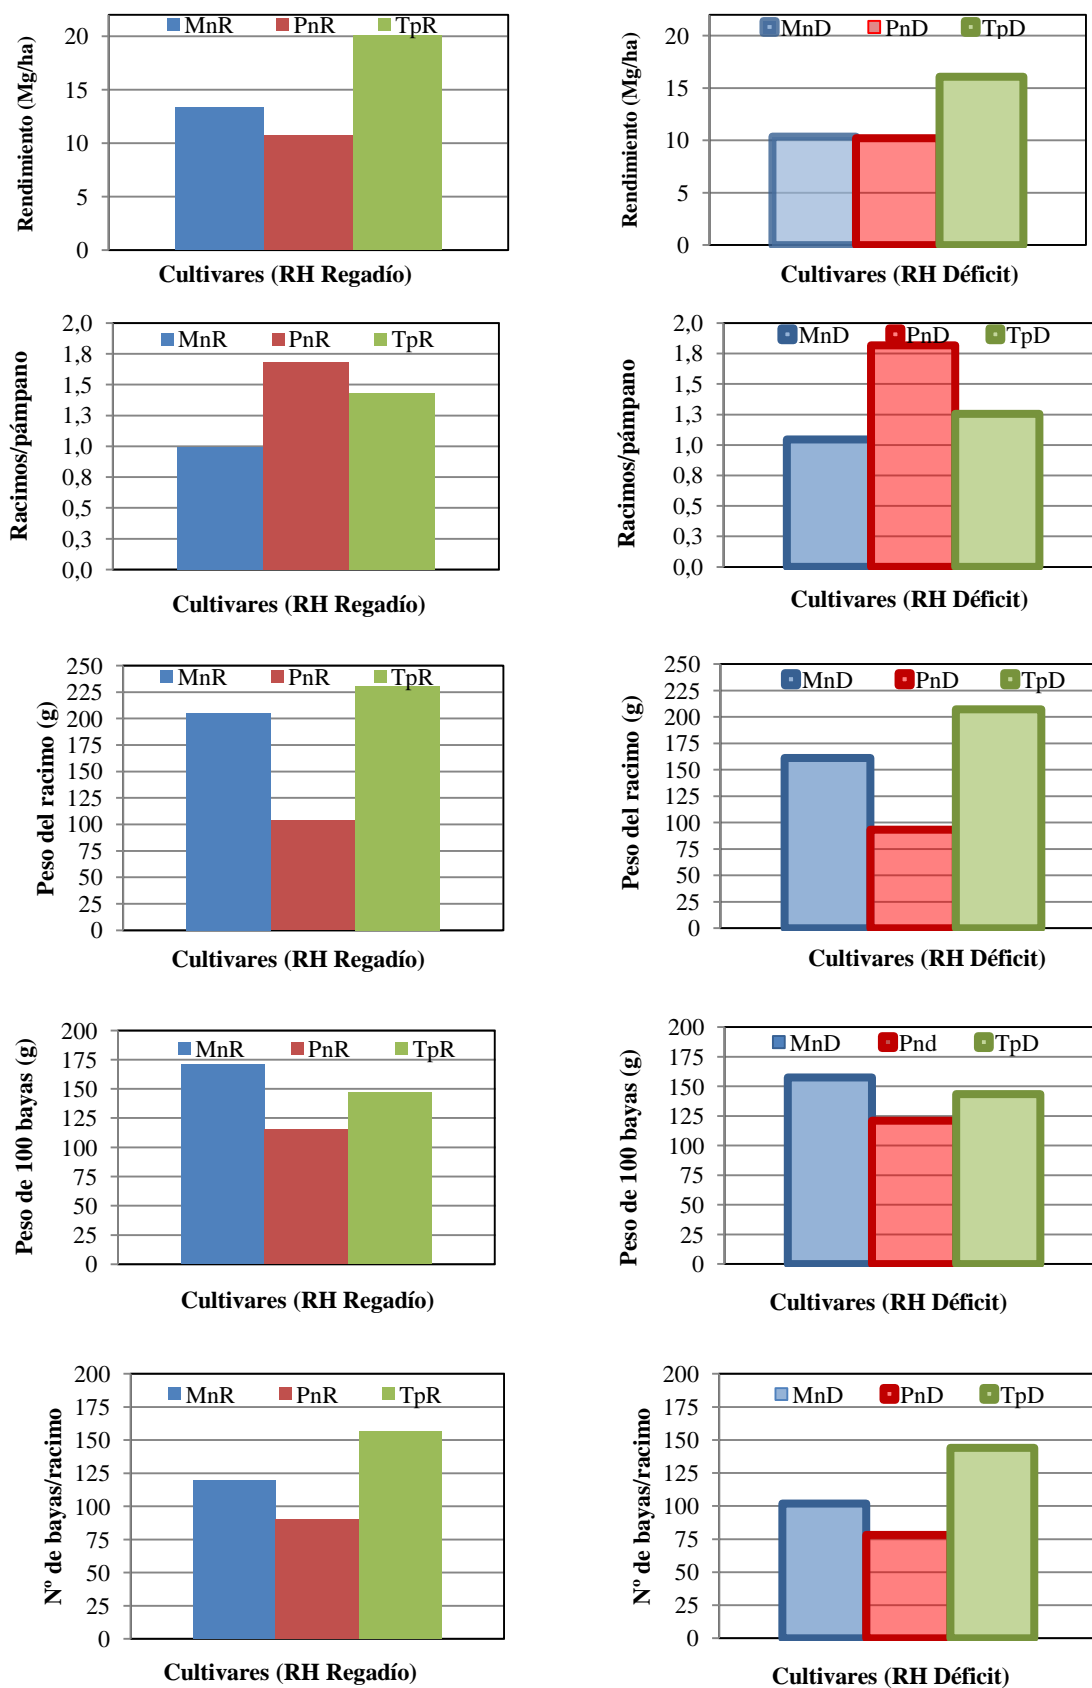 MnR PnR TpR
Rendimiento (Mg/ha)
20
15
10
5
0
Cultivares (RH Regadío)
MnD PnD TpD
Rendimiento (Mg/ha)
20
15
10
5
0
Cultivares (RH Déficit)
MnR PnR TpR
Racimos/pámpano
2,0
1,8
1,5
1,3
1,0
0,8
0,5
0,3
0,0
Cultivares (RH Regadío)
MnD PnD TpD
Racimos/pámpano
2,0
1,8
1,5
1,3
1,0
0,8
0,5
0,3
0,0
Cultivares (RH Déficit)
MnR PnR TpR
Peso del racimo (g)
250
225
200
175
150
125
100
75
50
25
0
Cultivares (RH Regadío)
MnD PnD TpD
Peso del racimo (g)
250
225
200
175
150
125
100
75
50
25
0
Cultivares (RH Déficit)
MnR PnR TpR
Peso de 100 bayas (g)
200
175
150
125
100
75
50
25
0
Cultivares (RH Regadío)
MnD Pnd TpD
Peso de 100 bayas (g)
200
175
150
125
100
75
50
25
0
Cultivares (RH Déficit)
MnR PnR TpR
Nº de bayas/racimo
200
175
150
125
100
75
50
25
0
Cultivares (RH Regadío)
MnD PnD TpD
Nº de bayas/racimo
200
175
150
125
100
75
50
25
0
Cultivares (RH Déficit)